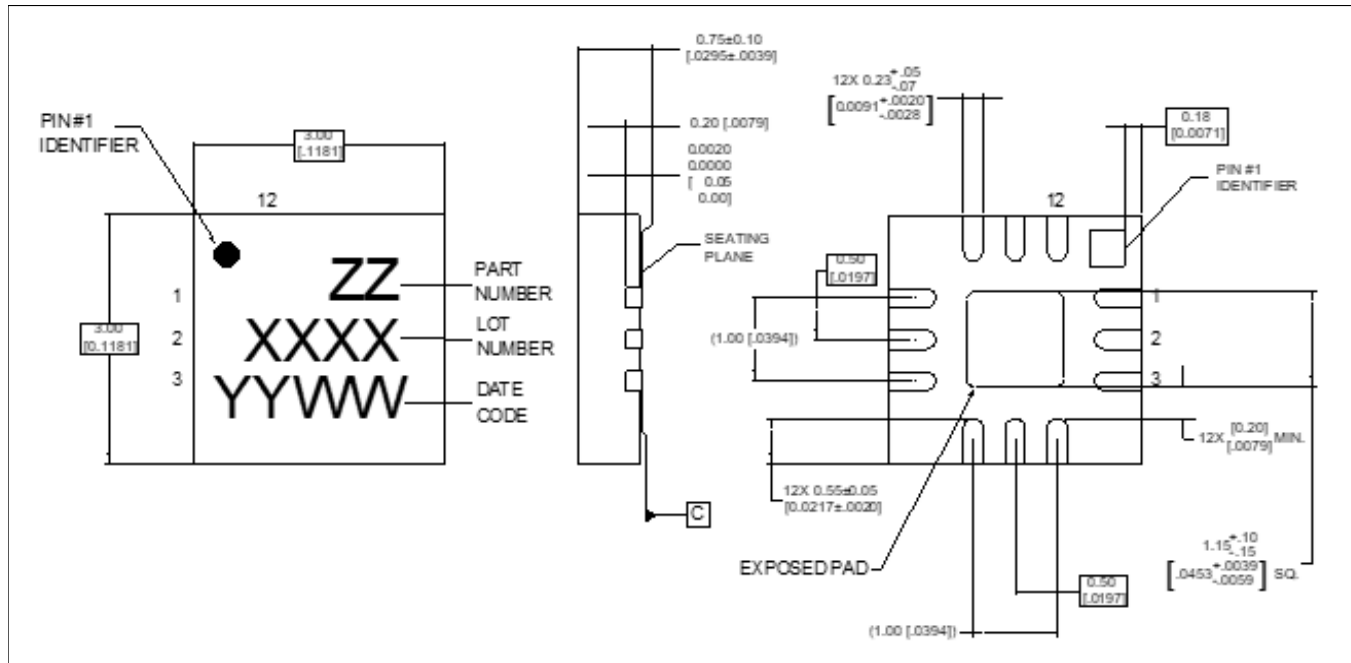 PIN#1
IDENTIFIER
3.00
[.1181]
12
3.00
[0.1181]
1
2
3
ZZ
XXXX
YYWW
PART
NUMBER
LOT
NUMBER
DATE
CODE
0.75±0.10
[.0295±.0039]
0.20 [.0079]
0.0020
0.0000
[ 0.05
0.00]
SEATING
PLANE
C
12X 0.23 +.05
-.07
[0.0091 +.0020
-.0028]
0.18
[0.0071]
PIN #1
IDENTIFIER
12
0.50
[.0197]
(1.00 [.0394])
1
2
3
12X [0.20]
.0079] MIN.
12X 0.55±0.05
[0.0217±.0020]
EXPOSED PAD
1.15 +.10
-.15
[.0453 +.0039
-.0059] SQ.
0.50
[.0197]
(1.00 [.0394])